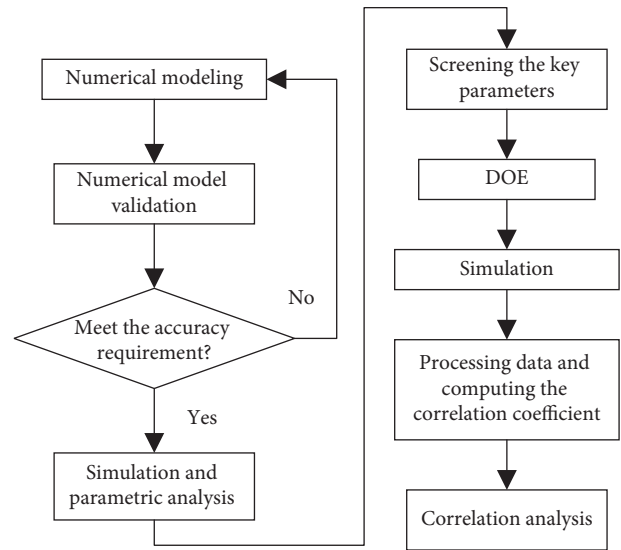 Numerical modeling
Numerical model
validation
Meet the accuracy
requirement?
No
Yes
Simulation and
parametric analysis
Screening the key
parameters
DOE
Simulation
Processing data and
computing the
correlation coefficient
Correlation analysis